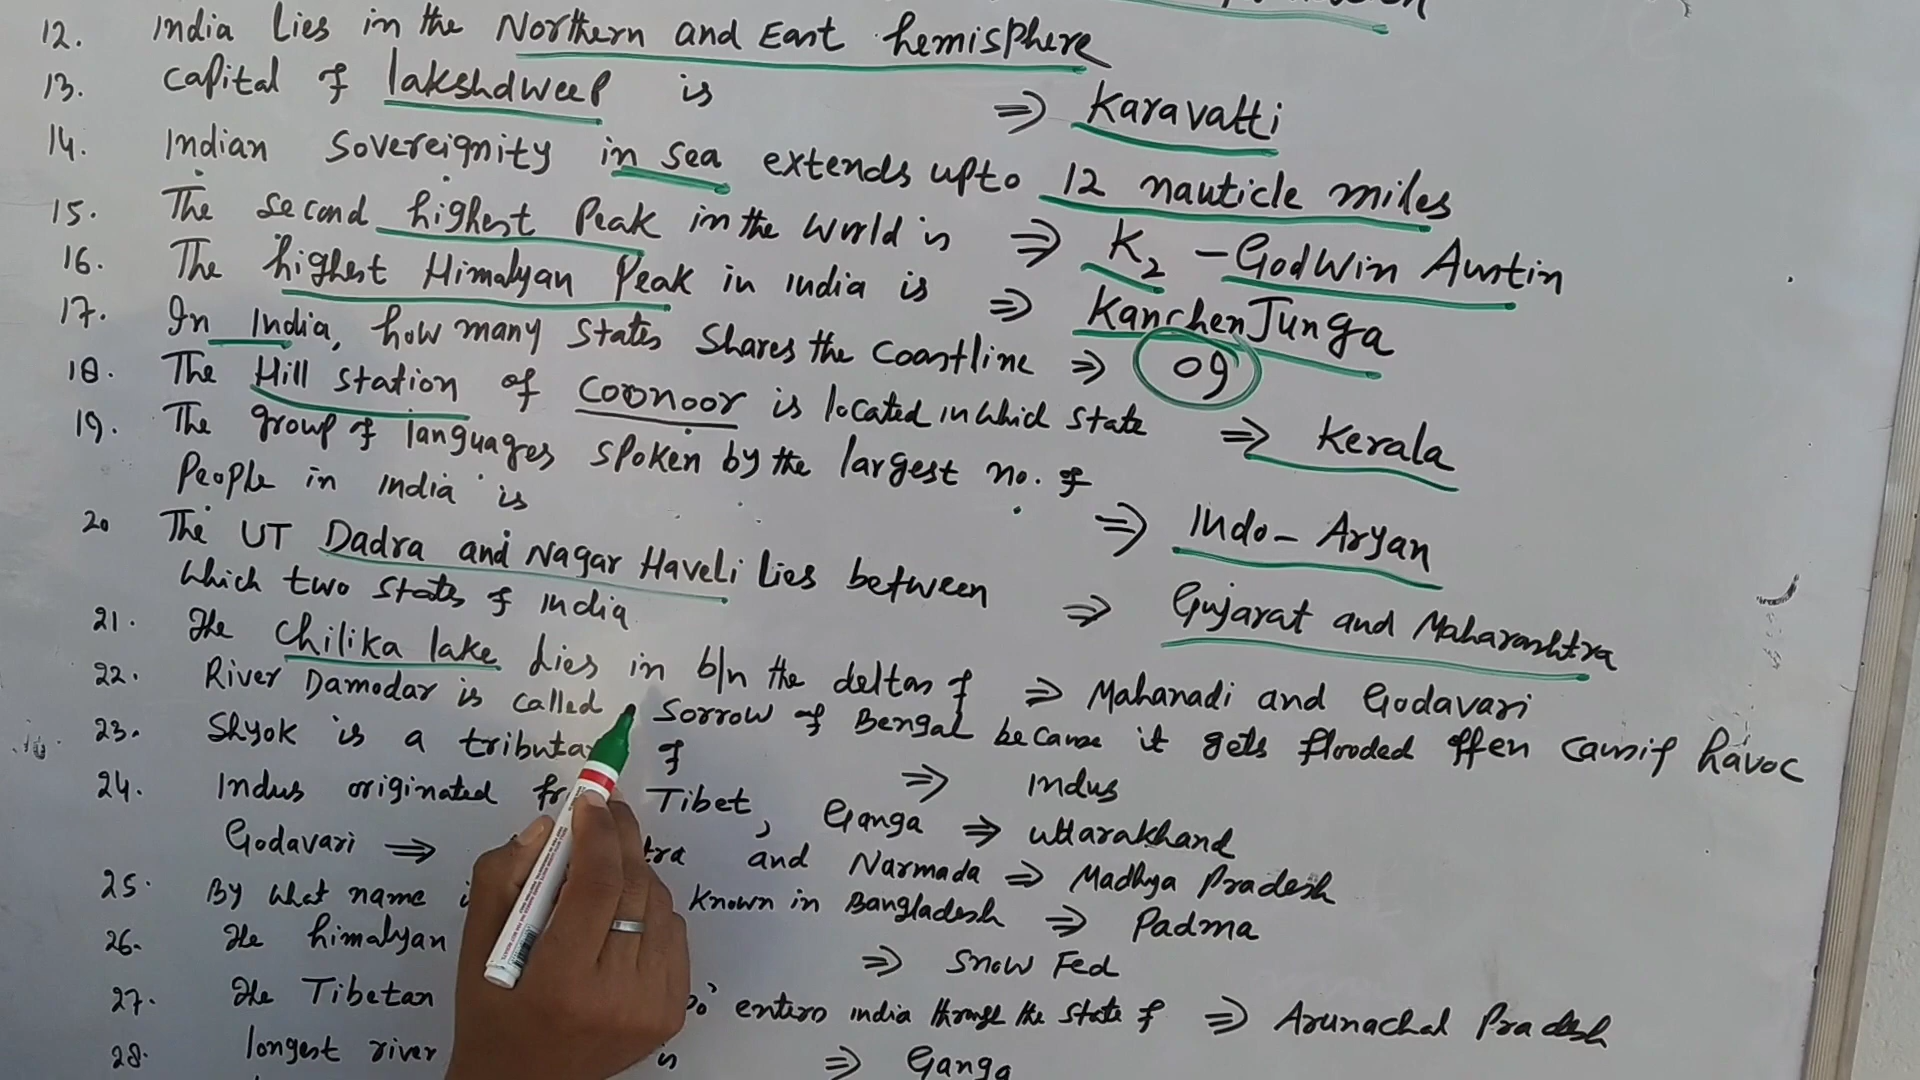 12. India Lies in the Northern and East hemisphere
13. Capital of lakshdweep is ⇒ Karavatti
14. Indian Sovereignity in sea extends upto 12 nauticle miles
15. The second highest Peak in the world is ⇒ K2 - Godwin Austin
16. The highest Himalyan Peak in india is ⇒ KanchenJunga
17. In India, how many states shares the coastline ⇒ 09
18. The Hill station of Coonoor is located in which state ⇒ Kerala
19. The group of languages spoken by the largest no. of
People in india is ⇒ Indo-Aryan
20 The UT Dadra and Nagar Haveli lies between
which two states of india ⇒ Gujarat and Maharashtra
21. The Chilika lake lies in b/n the deltas of ⇒ Mahanadi and Godavari
22. River Damodar is called Sorrow of Bengal because it gets flooded often havoc
23. Shyok is a of ⇒ Indus
24. Indus originated Tibet, Ganga ⇒ uttarakhand
Godavari ⇒ and Narmada ⇒ Madhya Pradesh
25. By what name known in Bangladesh ⇒ Padma
26. The himalyan ⇒ snow Fed
27. The Tibetan enters india through the state of ⇒ Arunachal Pradesh
28. longest river is ⇒ Ganga